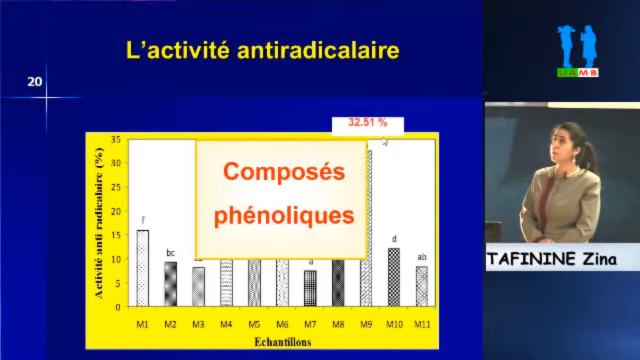 L'activité antiradicalaire
20
32.51 %
35
30
25
20
15
10
5
0
Activité anti radicalaire (%)
Composés
phénoliques
f
bc
a
d
ab
M1 M2 M3 M4 M5 M6 M7 M8 M9 M10 M11
Echantillons
UAMB
TAFININE Zina